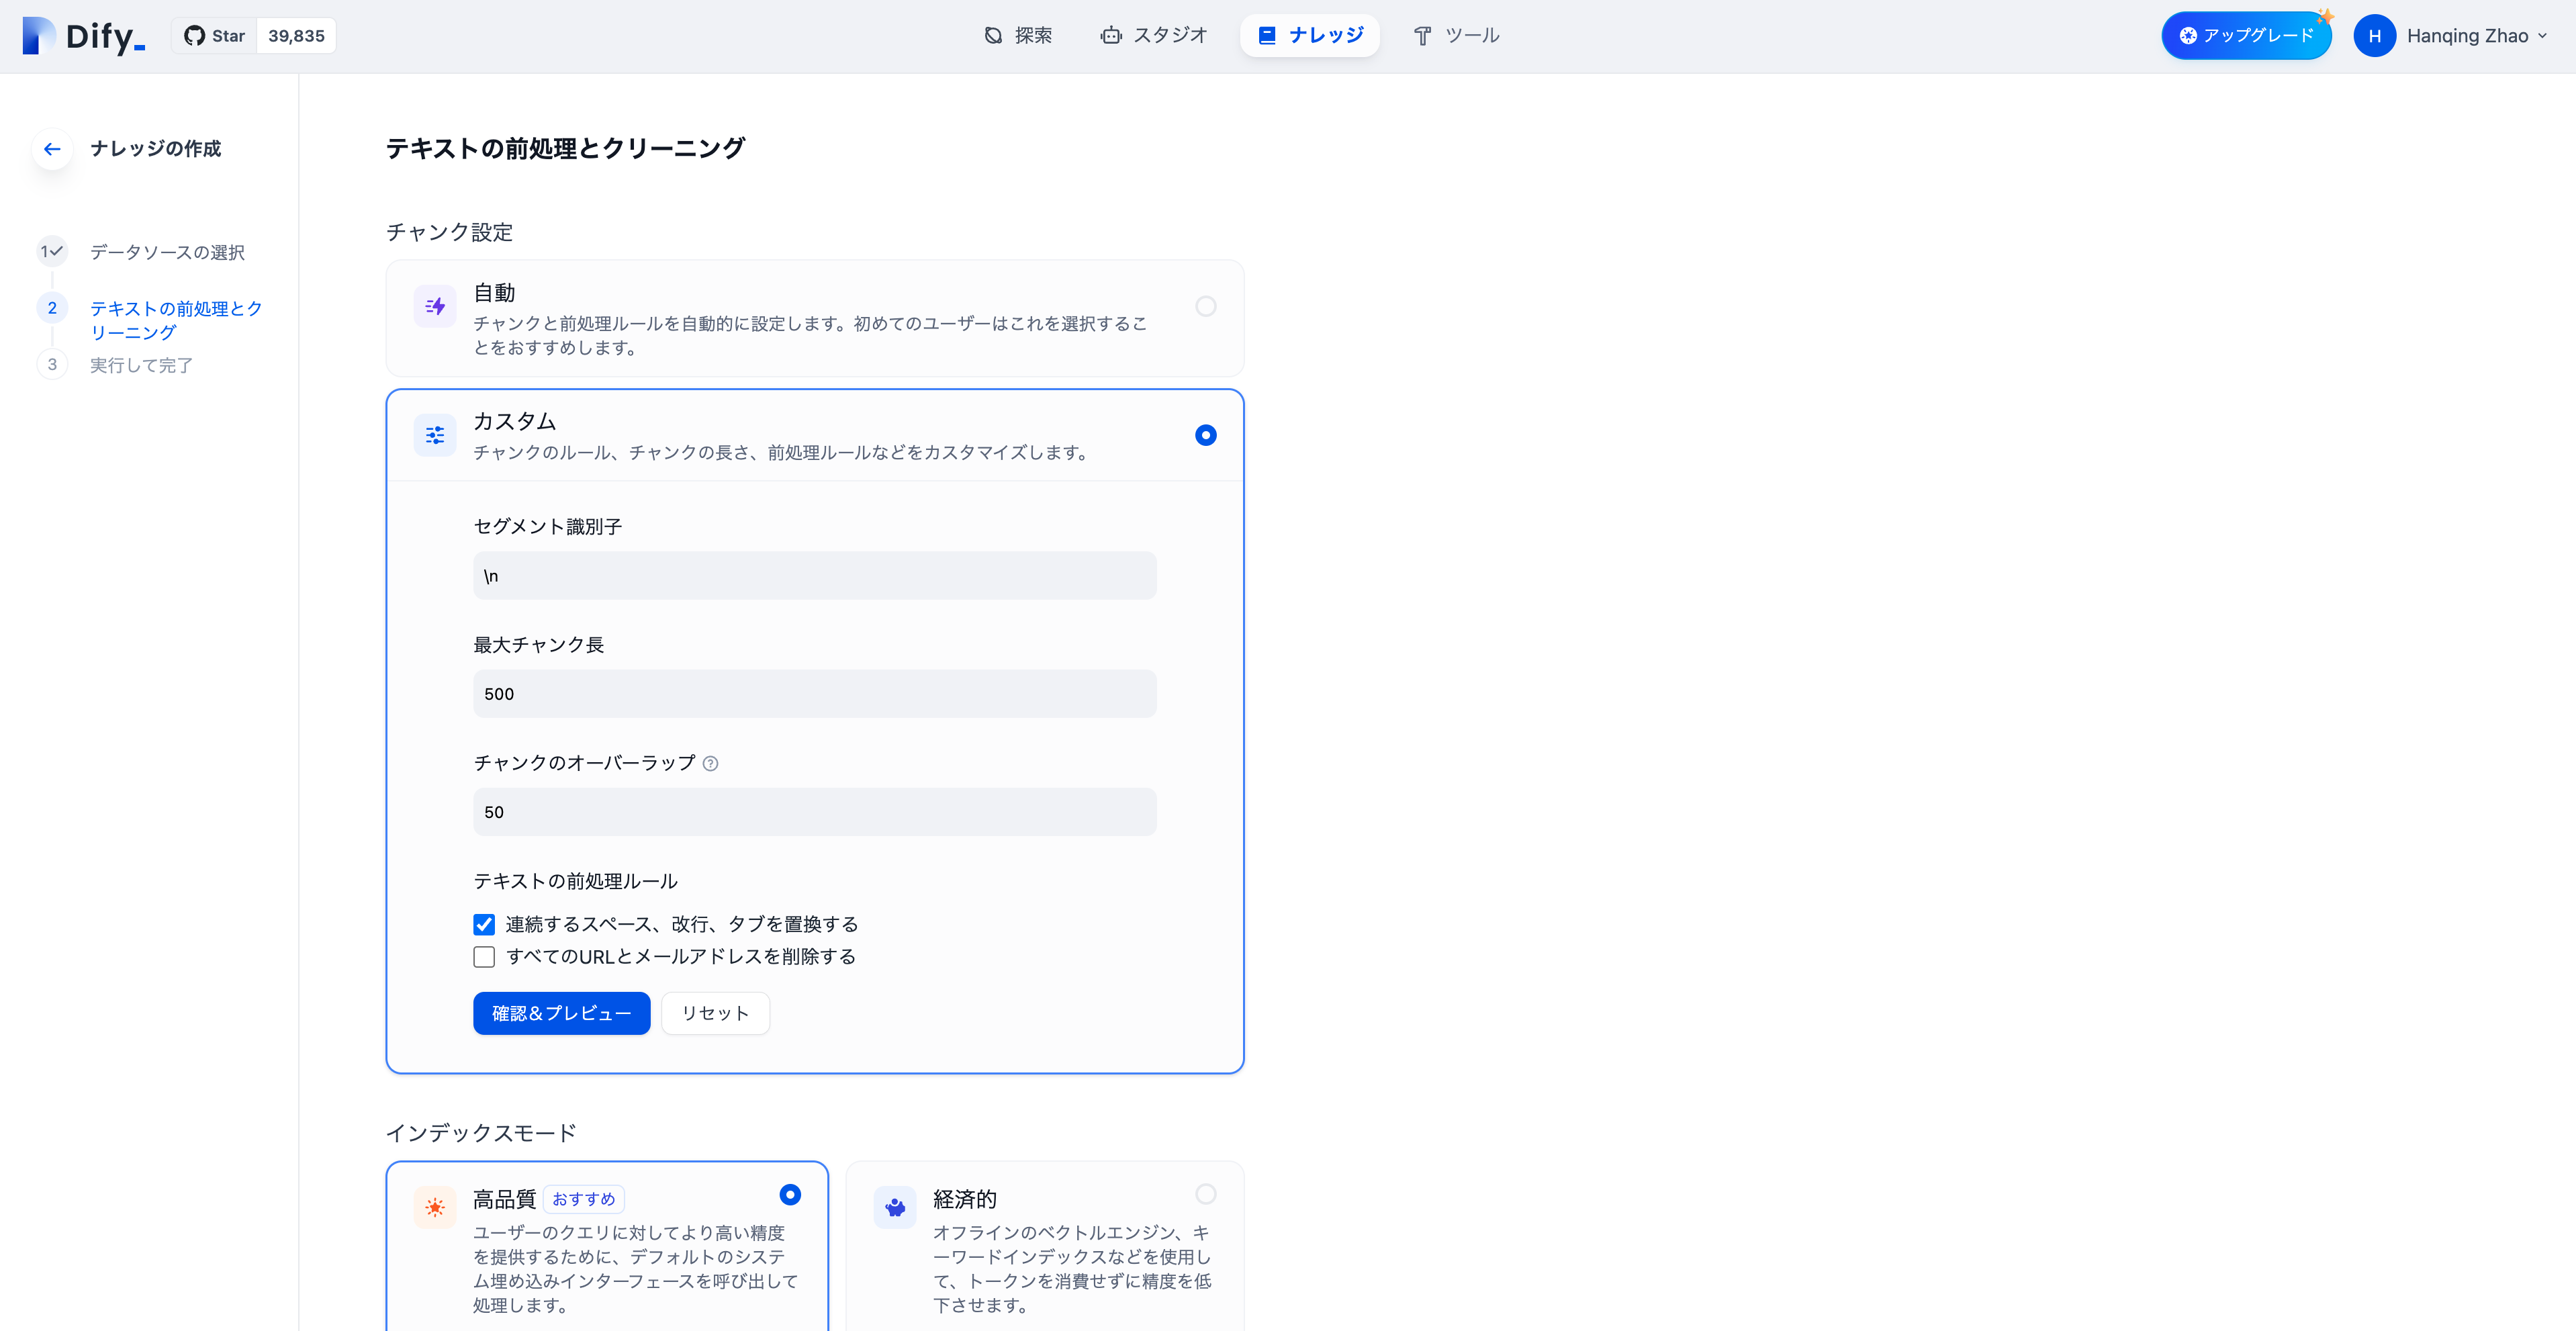 Dify_
Star 39,835
探索
スタジオ
ナレッジ
ツール
アップグレード
H
Hanqing Zhao
ナレッジの作成
1
データソースの選択
2
テキストの前処理とク
リーニング
3
実行して完了
テキストの前処理とクリーニング
チャンク設定
自動
チャンクと前処理ルールを自動的に設定します。初めてのユーザーはこれを選択するこ
とをおすすめします。
カスタム
チャンクのルール、チャンクの長さ、前処理ルールなどをカスタマイズします。
セグメント識別子
\n
最大チャンク長
500
チャンクのオーバーラップ ?
50
テキストの前処理ルール
連続するスペース、改行、タブを置換する
すべてのURLとメールアドレスを削除する
確認＆プレビュー
リセット
インデックスモード
高品質 おすすめ
ユーザーのクエリに対してより高い精度
を提供するために、デフォルトのシステ
ム埋め込みインターフェースを呼び出して
処理します。
経済的
オフラインのベクトルエンジン、キ
ーワードインデックスなどを使用し
て、トークンを消費せずに精度を低
下させます。